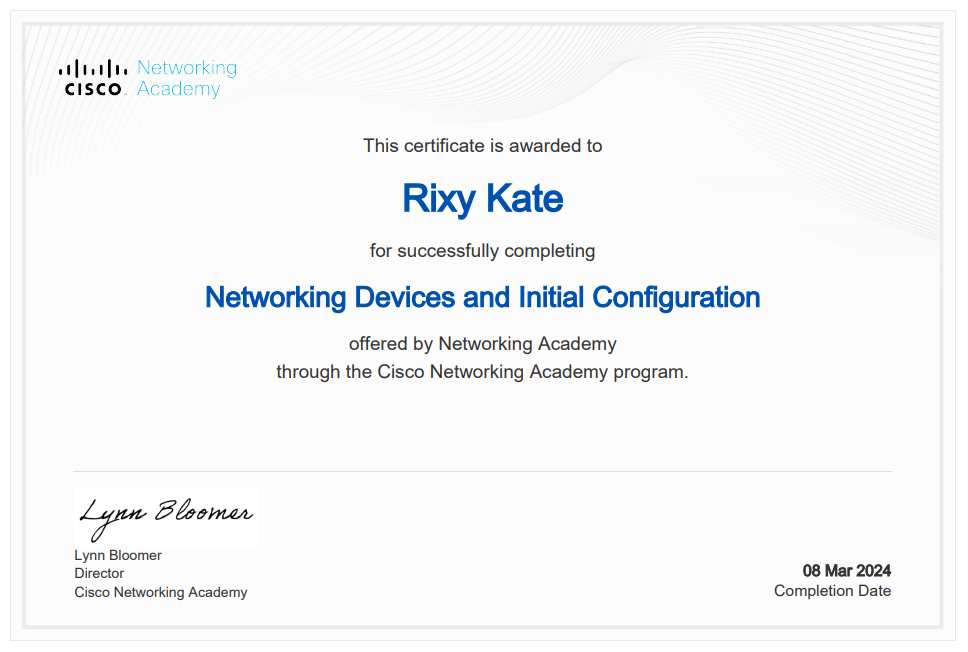 Networking
CISCO Academy
This certificate is awarded to
Rixy Kate
for successfully completing
Networking Devices and Initial Configuration
offered by Networking Academy
through the Cisco Networking Academy program.
Lynn Bloomer
Lynn Bloomer
Director
Cisco Networking Academy
08 Mar 2024
Completion Date